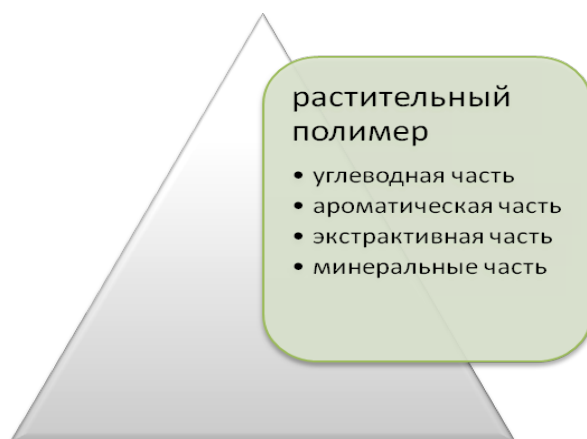 растительный
полимер
• углеводная часть
• ароматическая часть
• экстрактивная часть
• минеральные часть